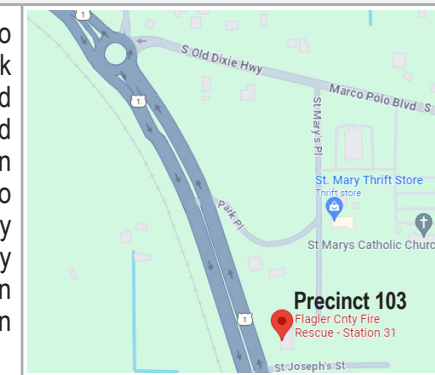 o
k
d
d
n
o
y
y
n
n
1
S Old Dixie Hwy
Marco Polo Blvd S
1
St Mary's Pl
St. Mary Thrift Store
Thrift store
Park Pl
St Marys Catholic Churc
Precinct 103
Flagler Cnty Fire
Rescue - Station 31
1
St Joseph's St